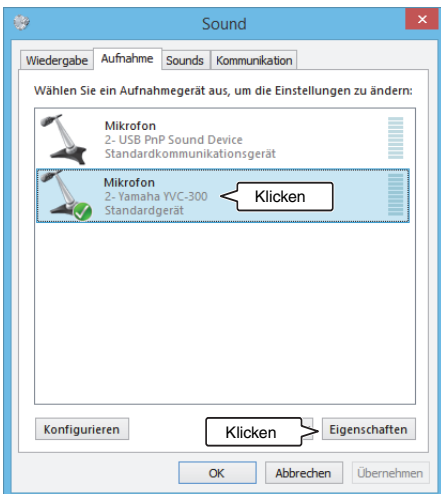 Sound
Wiedergabe Aufnahme Sounds Kommunikation
Wählen Sie ein Aufnahmegerät aus, um die Einstellungen zu ändern:
Mikrofon
2- USB PnP Sound Device
Standardkommunikationsgerät
Mikrofon
2- Yamaha YVC-300
Standardgerät
Klicken
Konfigurieren
Klicken
Eigenschaften
OK Abbrechen Übernehmen